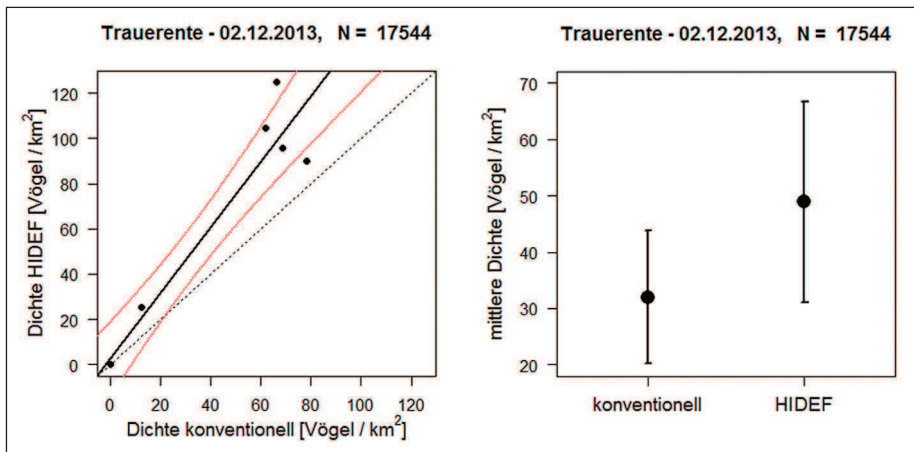 Trauerente - 02.12.2013, N = 17544
Dichte HIDEF [Vögel / km²]
120
100
80
60
40
20
0
0 20 40 60 80 100 120
Dichte konventionell [Vögel / km²]
Trauerente - 02.12.2013, N = 17544
mittlere Dichte [Vögel / km²]
70
60
50
40
30
20
konventionell HIDEF